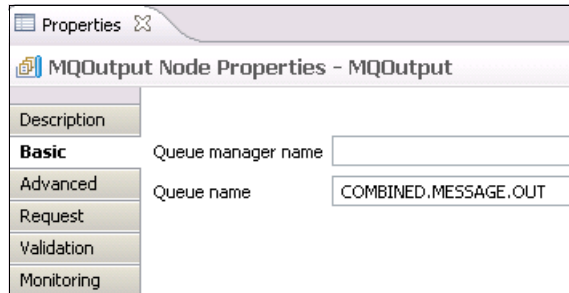 Properties
MQOutput Node Properties - MQOutput
Description
Basic
Queue manager name
Advanced
Queue name COMBINED.MESSAGE.OUT
Request
Validation
Monitoring